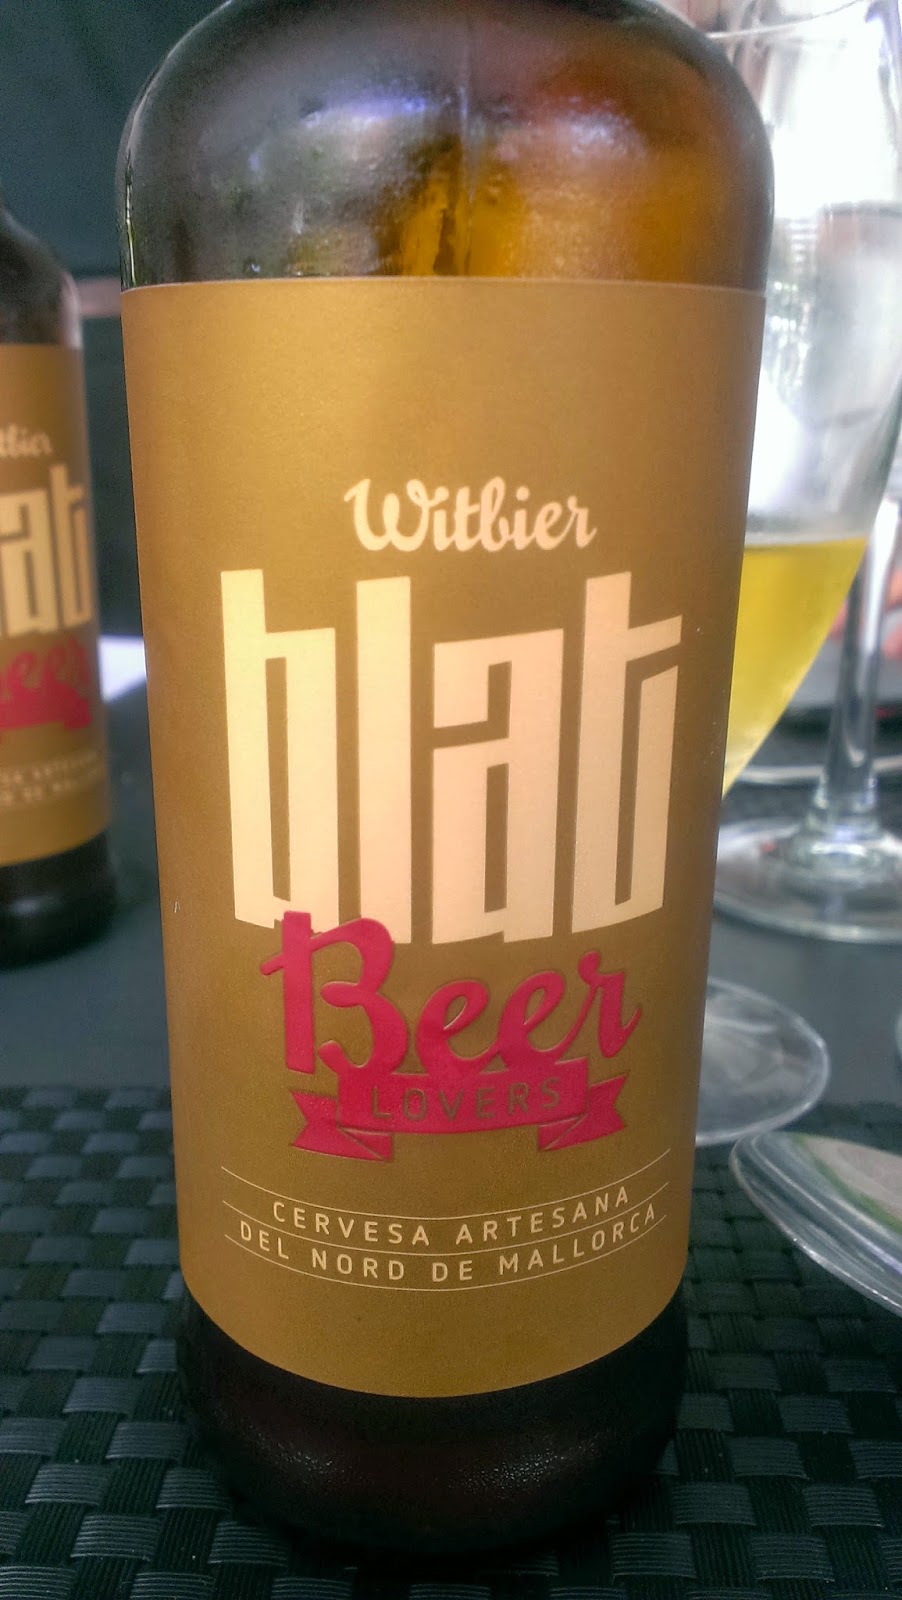 Witbier
blat
Beer
LOVERS
CERVESA ARTESANA
DEL NORD DE MALLORCA